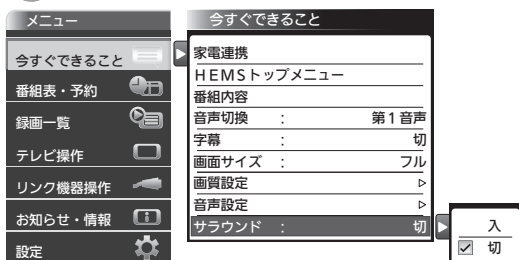 メニュー
今すぐできること
番組表・予約
録画一覧
テレビ操作
リンク機器操作
お知らせ・情報
設定
今すぐできること
家電連携
HEMSトップメニュー
番組内容
音声切換 : 第1音声
字幕 : 切
画面サイズ : フル
画質設定
音声設定
サラウンド : 切
入
切